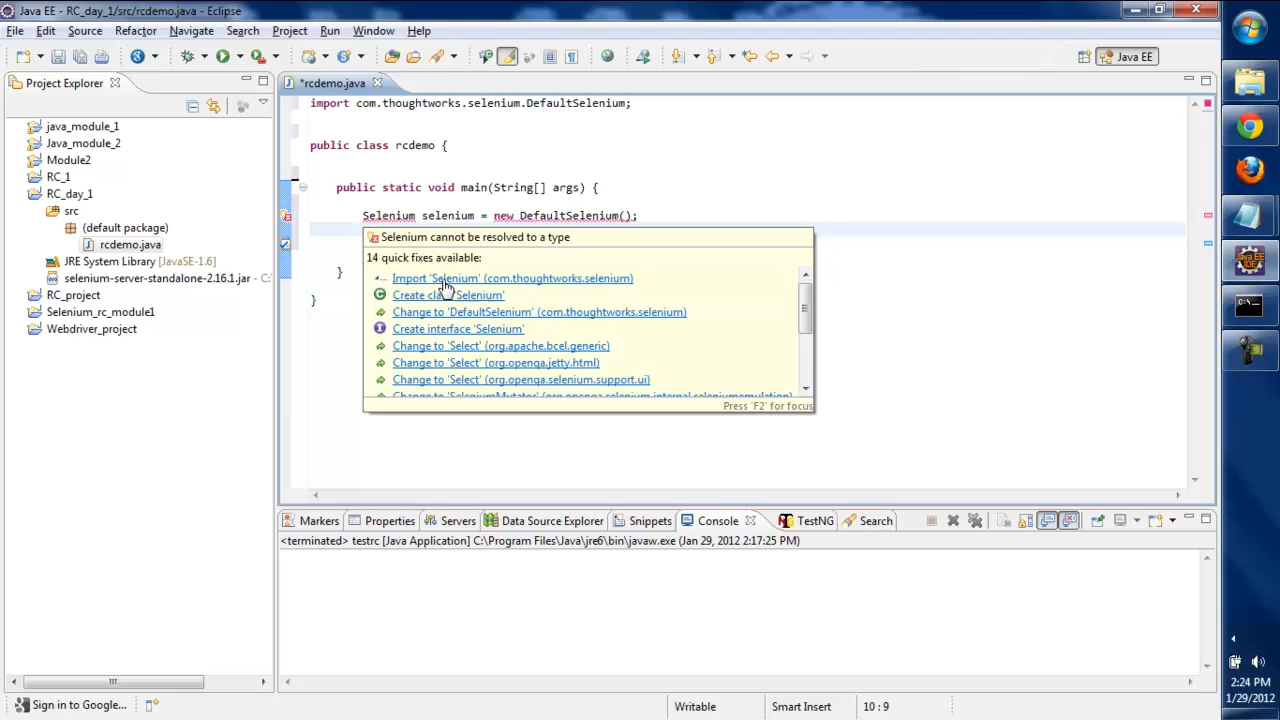 Java EE - RC_day_1/src/rcdemo.java - Eclipse
File Edit Source Refactor Navigate Search Project Run Window Help
Java EE
Project Explorer
*rcdemo.java
java_module_1
Java_module_2
Module2
RC_1
RC_day_1
src
(default package)
rcdemo.java
JRE System Library [JavaSE-1.6]
selenium-server-standalone-2.16.1.jar - C:
RC_project
Selenium_rc_module1
Webdriver_project
import com.thoughtworks.selenium.DefaultSelenium;
public class rcdemo {
public static void main(String[] args) {
Selenium selenium = new DefaultSelenium();
}
}
Selenium cannot be resolved to a type
14 quick fixes available:
Import 'Selenium' (com.thoughtworks.selenium)
Create class 'Selenium'
Change to 'DefaultSelenium' (com.thoughtworks.selenium)
Create interface 'Selenium'
Change to 'Select' (org.apache.bcel.generic)
Change to 'Select' (org.openqa.jetty.html)
Change to 'Select' (org.openqa.selenium.support.ui)
Change to 'SeleniumMutator' (org.openqa.selenium.internal.seleniumemulation)
Press 'F2' for focus
Markers Properties Servers Data Source Explorer Snippets Console TestNG Search
<terminated> testrc [Java Application] C:\Program Files\Java\jre6\bin\javaw.exe (Jan 29, 2012 2:17:25 PM)
Sign in to Google...
Writable Smart Insert 10 : 9
2:24 PM
1/29/2012